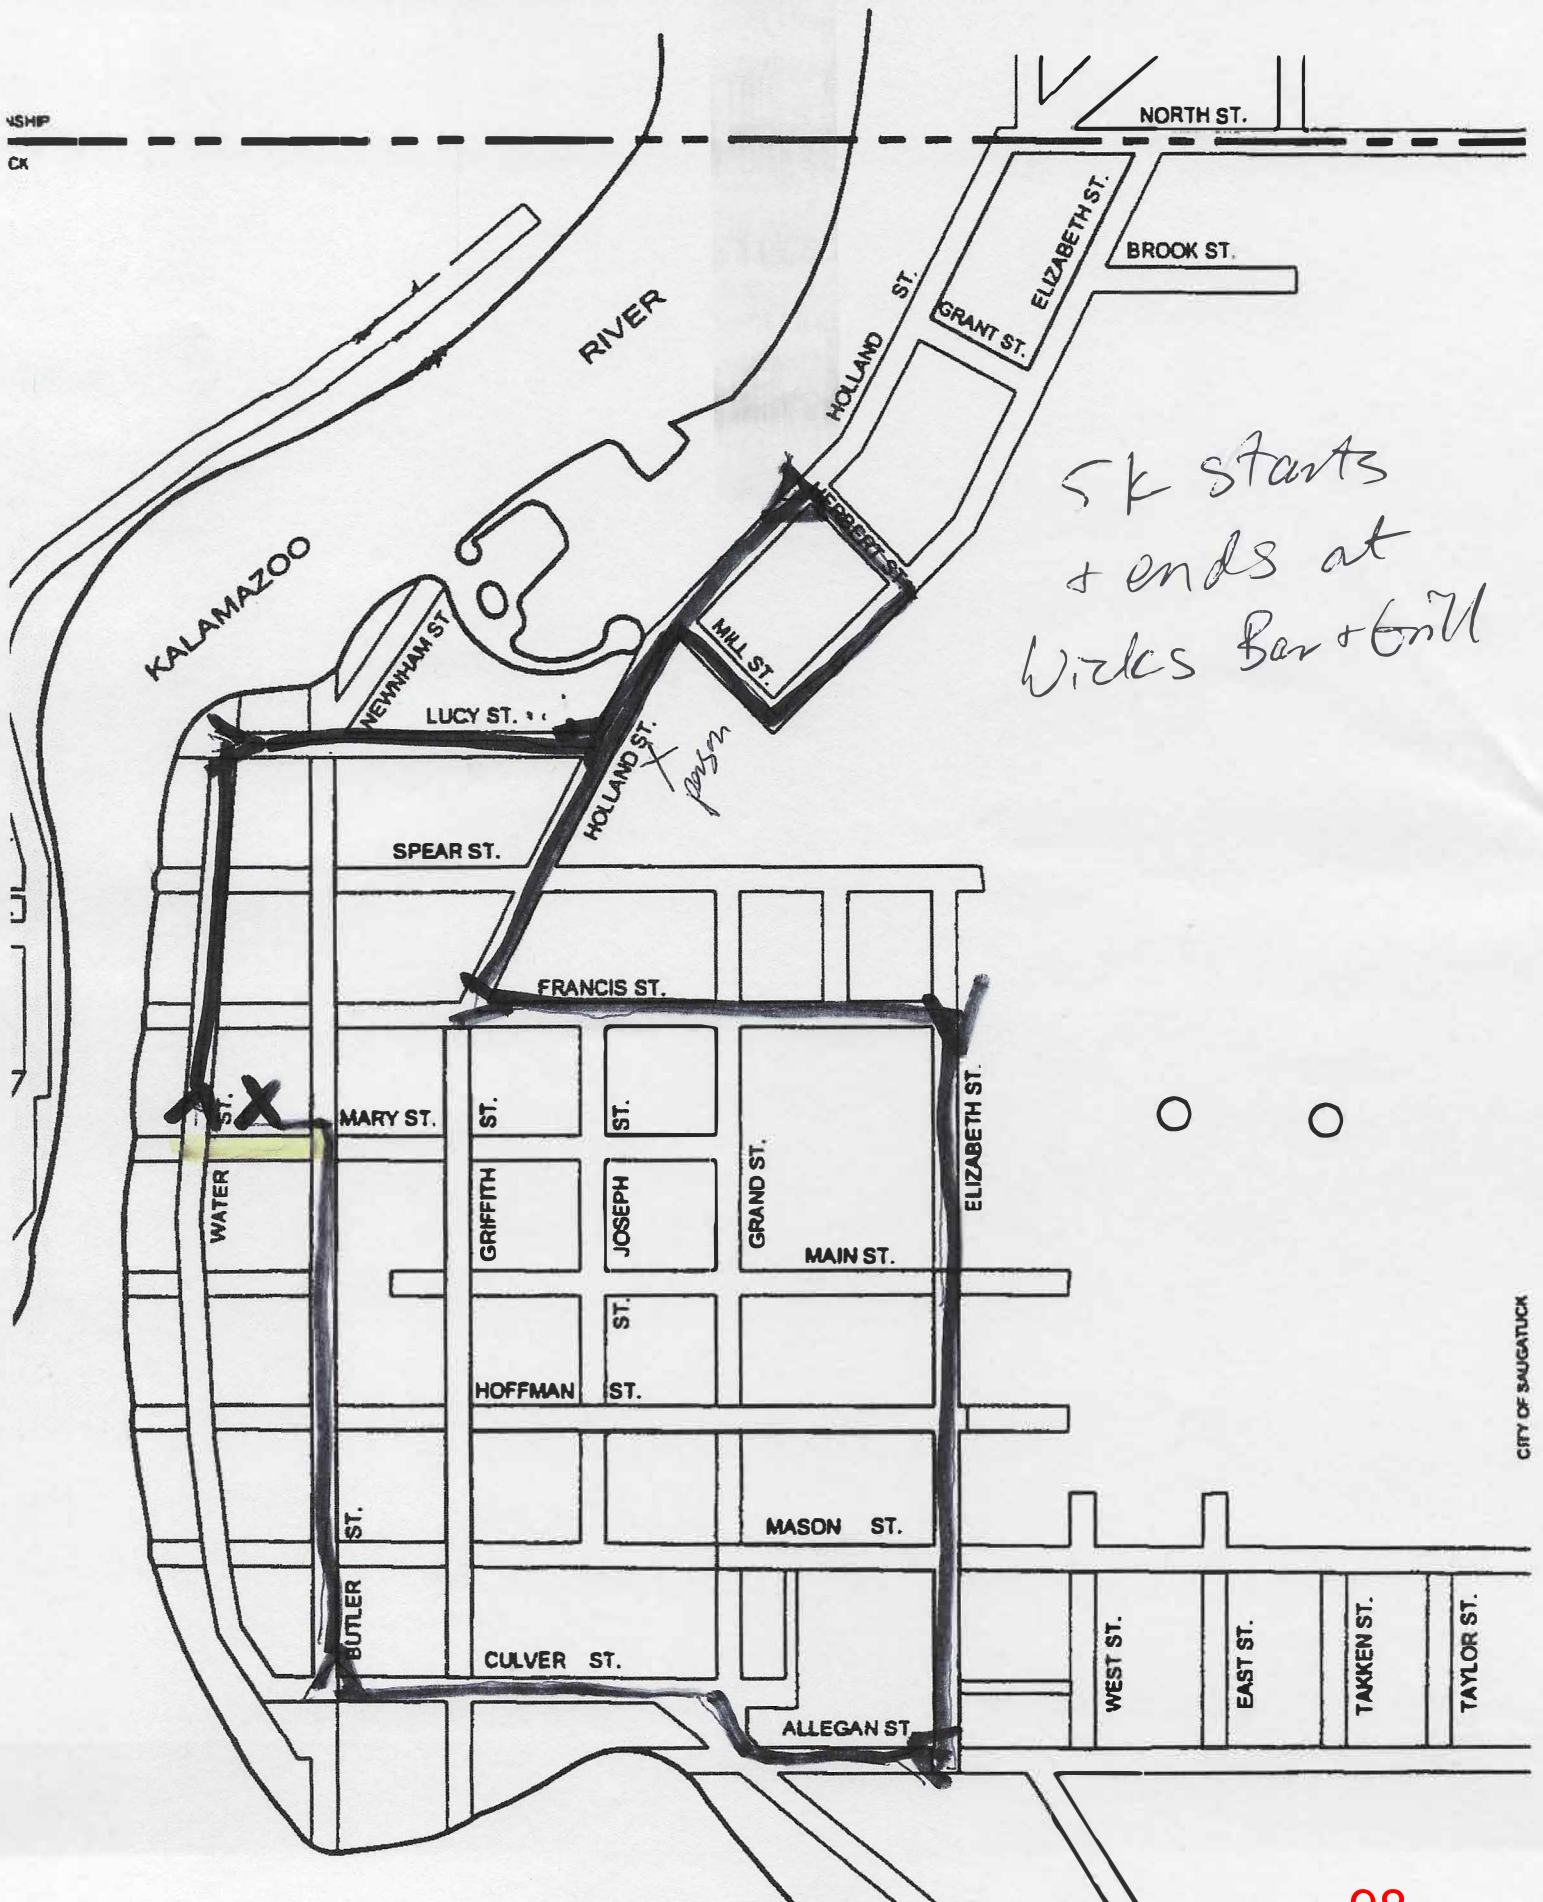 NORTH ST.
NSHIP
CK
ELIZABETH ST.
BROOK ST.
HOLLAND ST.
GRANT ST.
RIVER
5k starts
+ ends at
Wicks Bar + Grill
HERBERT ST.
KALAMAZOO
MILL ST.
NEWNHAM ST
LUCY ST.
HOLLAND ST.
X
person
SPEAR ST.
FRANCIS ST.
X
MARY ST.
WATER ST.
GRIFFITH ST.
JOSEPH ST.
GRAND ST.
ELIZABETH ST.
MAIN ST.
ST.
HOFFMAN ST.
CITY OF SAUGATUCK
MASON ST.
BUTLER ST.
CULVER ST.
WEST ST.
EAST ST.
TAKKEN ST.
TAYLOR ST.
ALLEGAN ST.